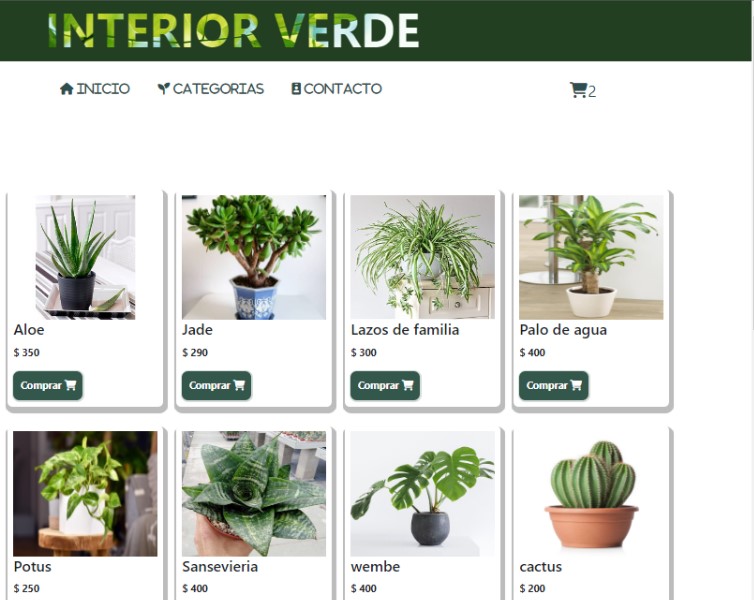 INTERIOR VERDE
INICIO CATEGORIAS CONTACTO 2
Aloe Jade Lazos de familia Palo de agua
$ 350 $ 290 $ 300 $ 400
Comprar Comprar Comprar Comprar
Potus Sansevieria wembe cactus
$ 250 $ 400 $ 400 $ 200